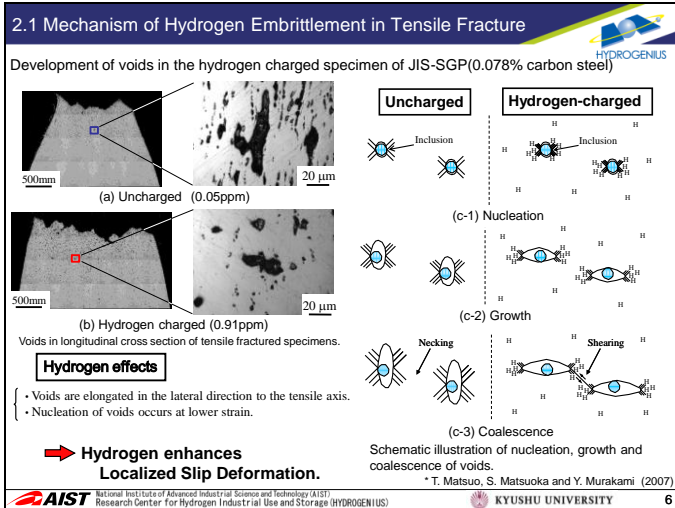 2.1 Mechanism of Hydrogen Embrittlement in Tensile Fracture
HYDROGENIUS
Development of voids in the hydrogen charged specimen of JIS-SGP(0.078% carbon steel)
500mm
20 μm
(a) Uncharged (0.05ppm)
500mm
20 μm
(b) Hydrogen charged (0.91ppm)
Voids in longitudinal cross section of tensile fractured specimens.
Hydrogen effects
・Voids are elongated in the lateral direction to the tensile axis.
・Nucleation of voids occurs at lower strain.
Hydrogen enhances
Localized Slip Deformation.
Uncharged
Hydrogen-charged
Inclusion
Inclusion
H
(c-1) Nucleation
H
(c-2) Growth
Necking
Shearing
H
(c-3) Coalescence
Schematic illustration of nucleation, growth and
coalescence of voids.
* T. Matsuo, S. Matsuoka and Y. Murakami (2007)
AIST
National Institute of Advanced Industrial Science and Technology (AIST)
Research Center for Hydrogen Industrial Use and Storage (HYDROGENIUS)
KYUSHU UNIVERSITY
6